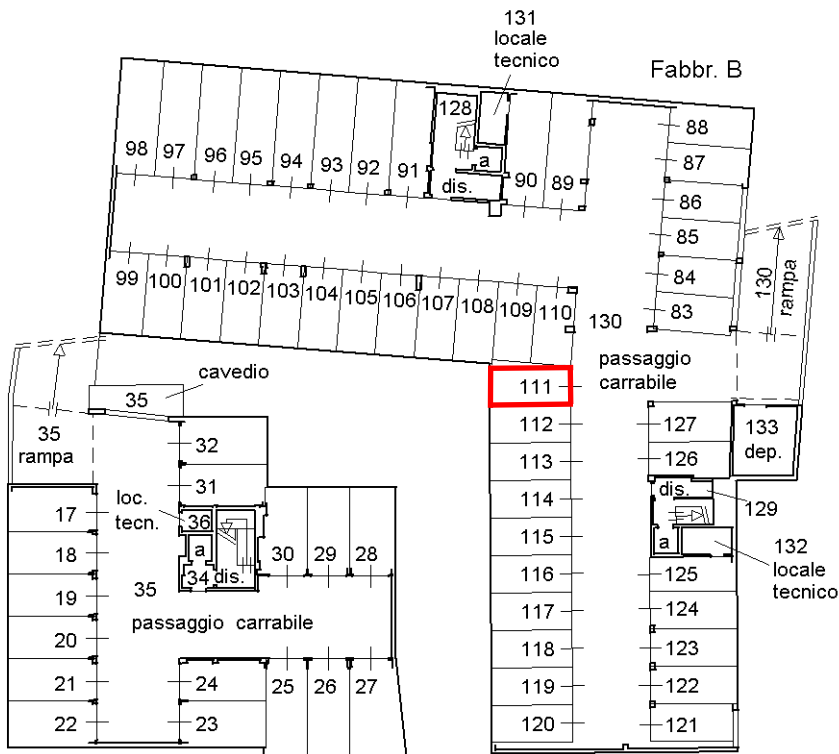 131
locale
tecnico
Fabbr. B
128
a
dis.
98 97 96 95 94 93 92 91
90 89
88
87
86
85
84
83
130
rampa
99 100 101 102 103 104 105 106 107 108 109 110
130
passaggio
carrabile
cavedio
35
35
rampa
111
112
113
114
115
116
117
118
119
120
127
126
133
dep.
dis.
129
a
132
locale
tecnico
125
124
123
122
121
32
31
loc.
tecn.
36
a
34 dis.
30 29 28
17
18
19
20
21
22
35
passaggio carrabile
24
23
25 26 27